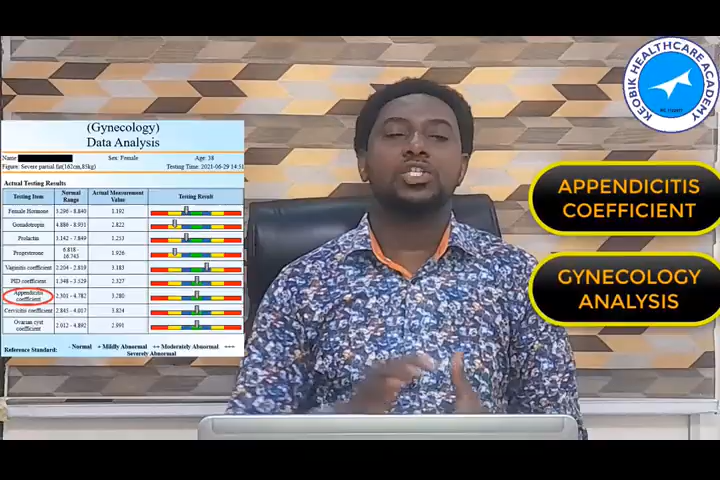 (Gynecology)
Data Analysis
Name
Sex: Female
Age: 38
Figure: Severe partial fat(162cm,83kg)
Testing Time: 2021-06-29 14:51
Actual Testing Results
Testing Item
Normal Range
Actual Measurement Value
Testing Result
Female Hormone 3.296 - 8.840 1.192
Gonadotropin 4.886 - 8.931 2.822
Prolactin 3.142 - 7.849 1.253
Progesterone 6.818 - 16.743 1.926
Vaginitis coefficient 2.204 - 2.819 3.183
PID coefficient 1.348 - 3.529 2.327
Appendicitis coefficient 2.301 - 4.782 3.280
Cervicitis coefficient 2.845 - 4.017 3.824
Ovarian cyst coefficient 2.012 - 4.892 2.991
Reference Standard: - Normal + Mildly Abnormal ++ Moderately Abnormal +++
Severely Abnormal
KEOBIK HEALTHCARE ACADEMY
APPENDICITIS
COEFFICIENT
GYNECOLOGY
ANALYSIS